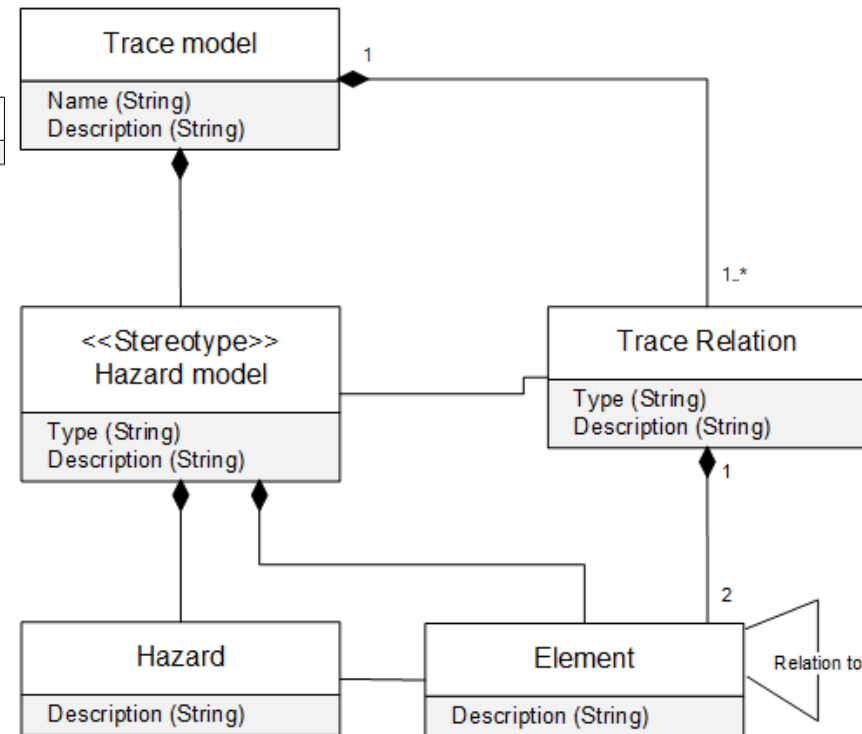 Trace model
Name (String)
Description (String)
1
1..*
<<Stereotype>>
Hazard model
Type (String)
Description (String)
Trace Relation
Type (String)
Description (String)
1
2
Hazard
Description (String)
Element
Description (String)
Relation to